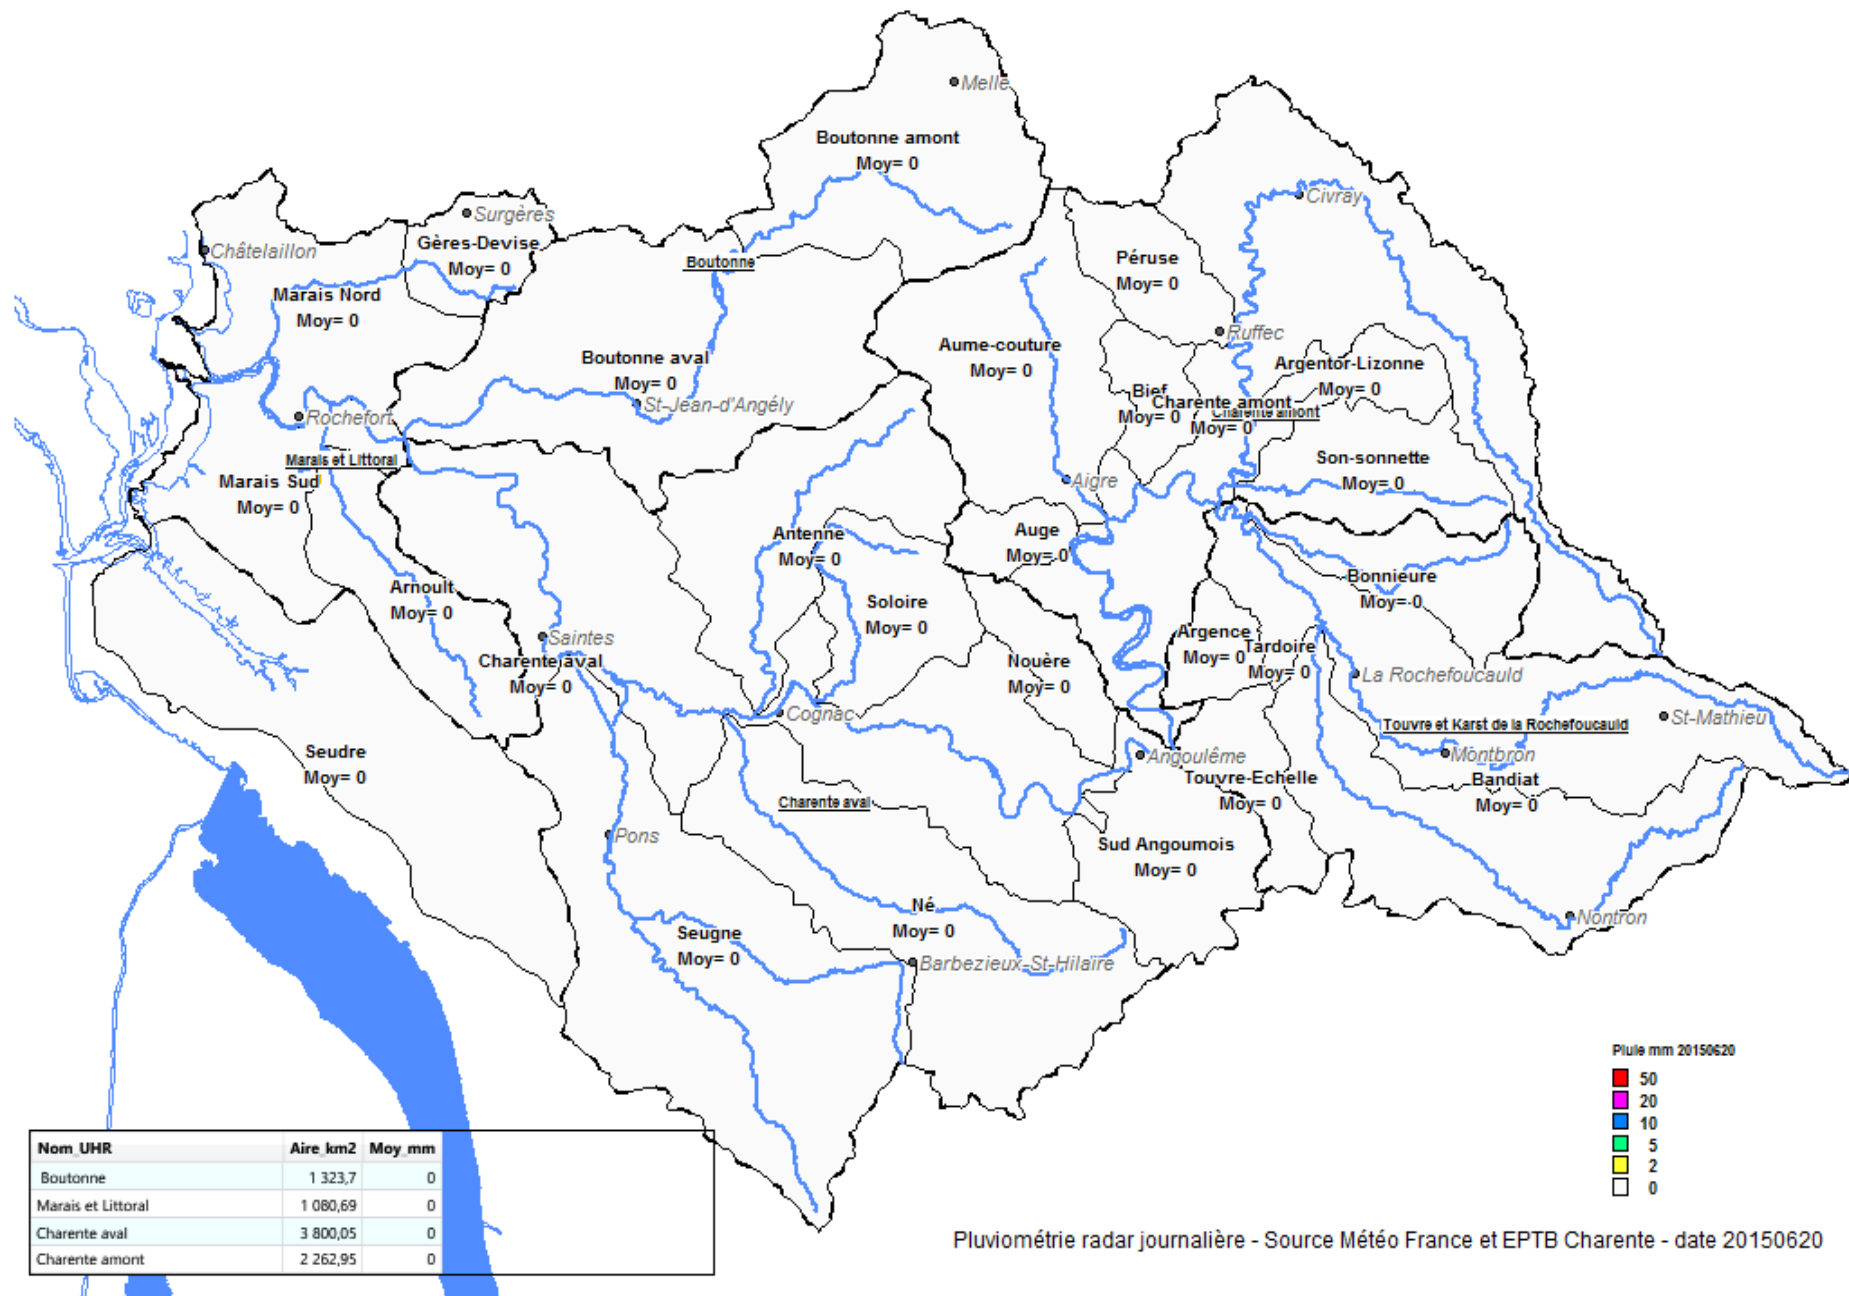 Melle
Boutonne amont
Moy= 0
Civray
Surgères
Châtelaillon
Gères-Devise
Moy= 0
Boutonne
Péruse
Moy= 0
Marais Nord
Moy= 0
Ruffec
Aume-couture
Moy= 0
Boutonne aval
Moy= 0
Argentor-Lizonne
Moy= 0
Bief
Moy= 0
Charente amont
Moy= 0
Charente amont
St-Jean-d'Angély
Rochefort
Marais et Littoral
Marais Sud
Moy= 0
Son-sonnette
Moy= 0
Aigre
Antenne
Moy= 0
Auge
Moy= 0
Arnoult
Moy= 0
Bonnieure
Moy= 0
Soloire
Moy= 0
Saintes
Charente aval
Moy= 0
Nouère
Moy= 0
Argence
Moy= 0
Tardoire
Moy= 0
La Rochefoucauld
Cognac
St-Mathieu
Touvre et Karst de la Rochefoucauld
Seudre
Moy= 0
Angoulême
Montbron
Touvre-Echelle
Moy= 0
Bandiat
Moy= 0
Charente aval
Pons
Sud Angoumois
Moy= 0
Né
Moy= 0
Nontron
Seugne
Moy= 0
Barbezieux-St-Hilaire
Pluie mm 20150620
50
20
10
5
2
0
Nom_UHR Aire_km2 Moy_mm
Boutonne 1 323,7 0
Marais et Littoral 1 080,69 0
Charente aval 3 800,05 0
Charente amont 2 262,95 0
Pluviométrie radar journalière - Source Météo France et EPTB Charente - date 20150620